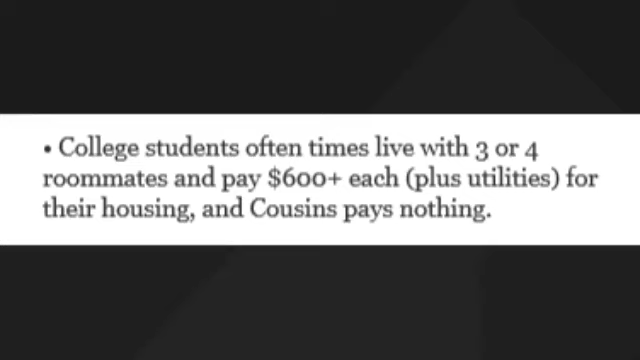 • College students often times live with 3 or 4
roommates and pay $600+ each (plus utilities) for
their housing, and Cousins pays nothing.